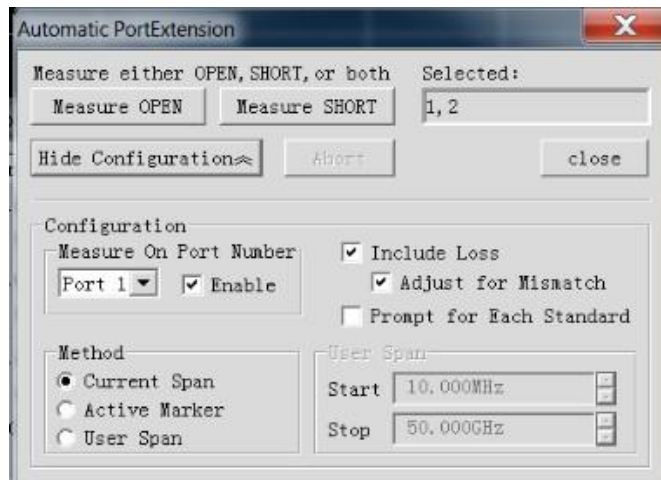 Automatic PortExtension
Measure either OPEN, SHORT, or both Selected:
Measure OPEN Measure SHORT 1,2
Hide Configuration Abort close
Configuration
Measure On Port Number Include Loss
Port 1 Enable Adjust for Mismatch
Prompt for Each Standard
Method User Span
Current Span Start 10.000MHz
Active Marker
User Span Stop 50.000GHz